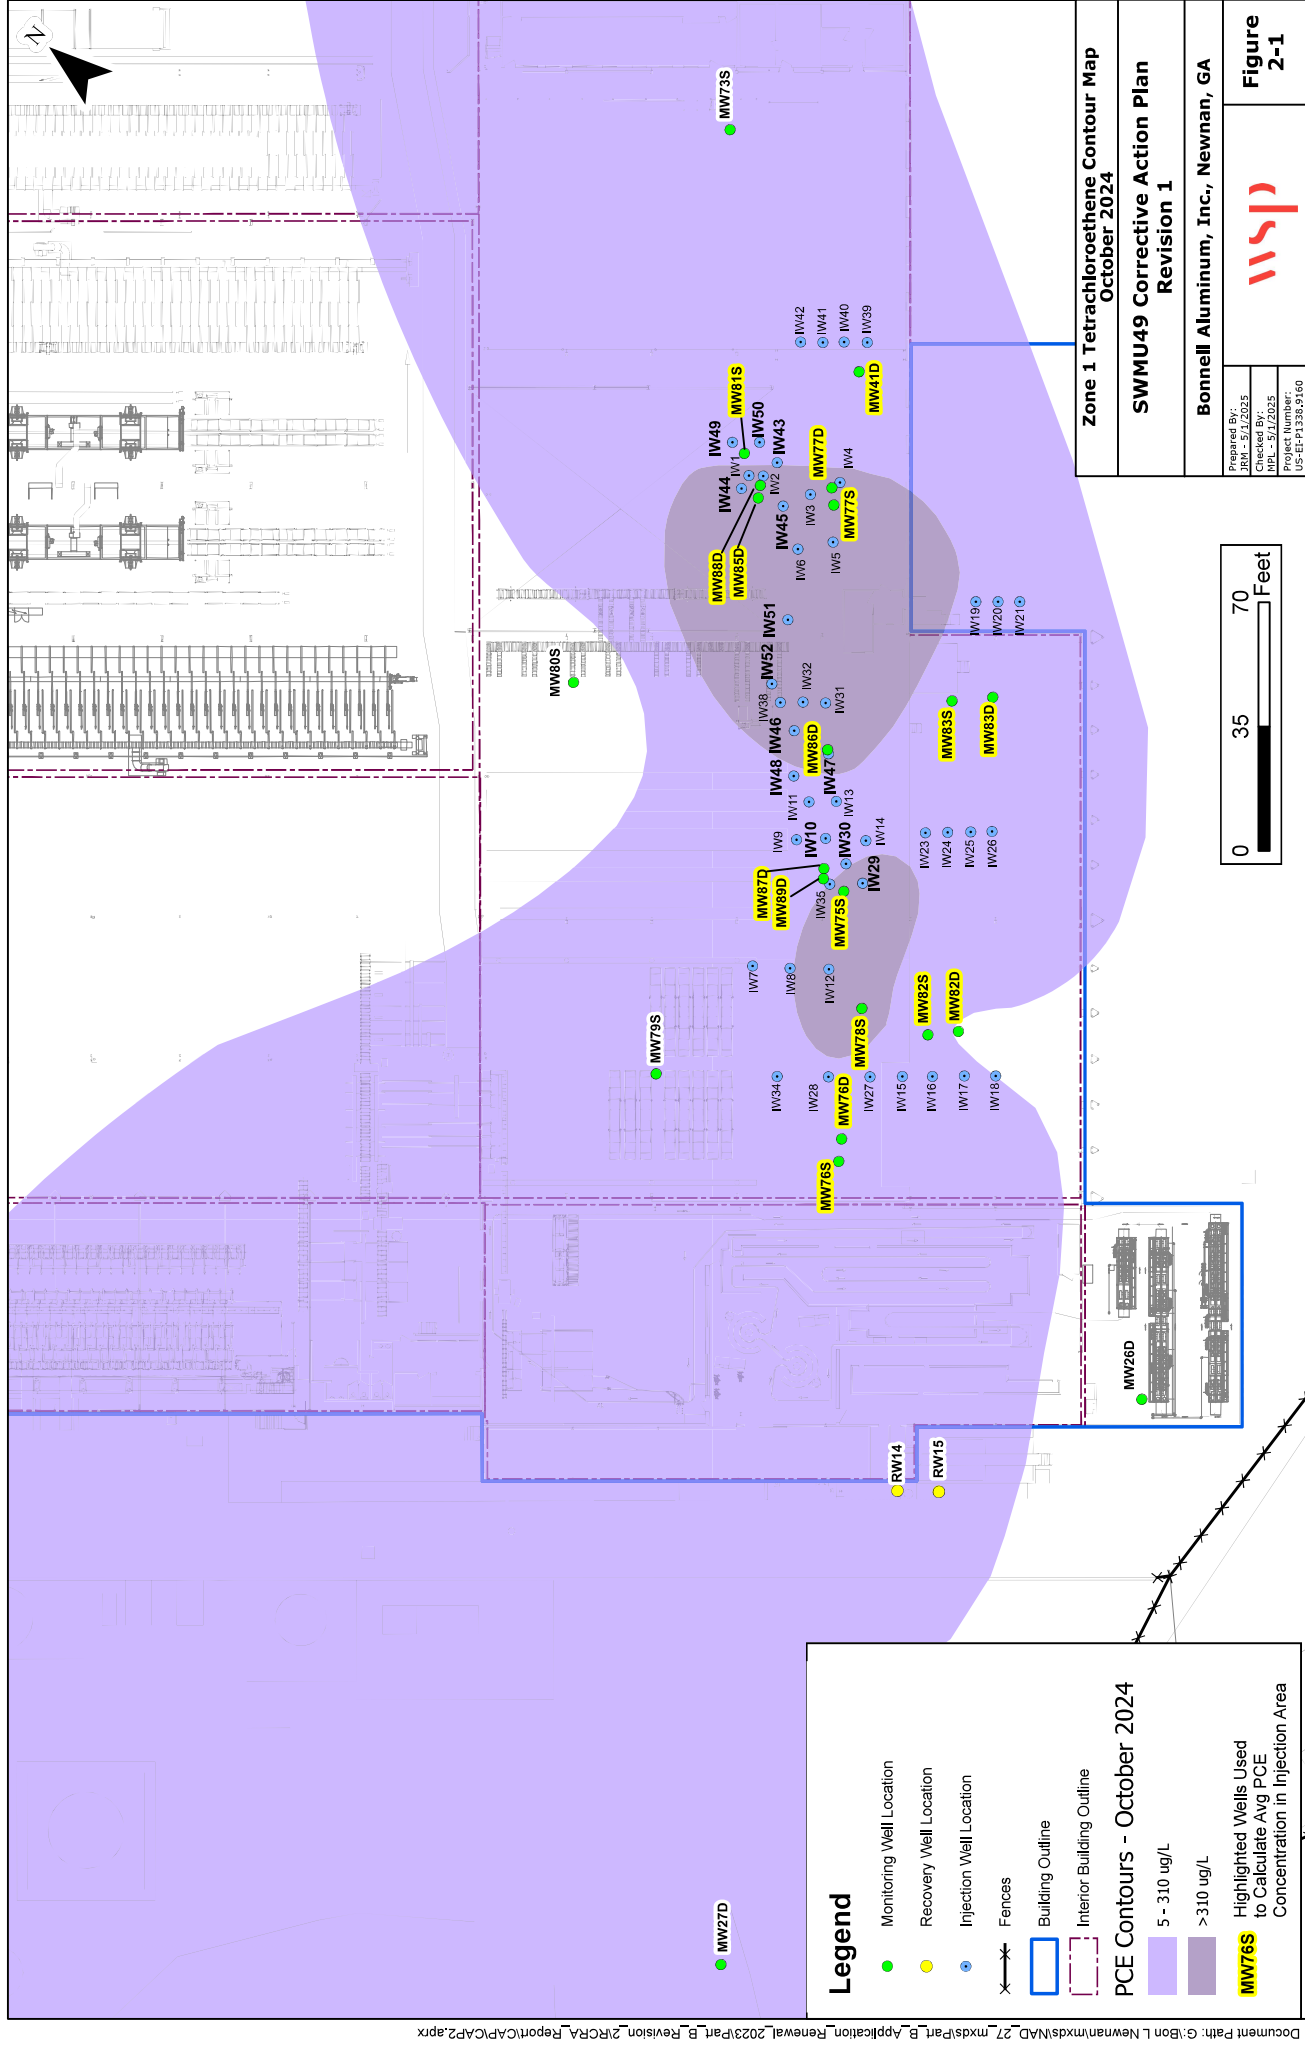 N
MW73S
IW42
IW41
IW40
IW39
MW41D
MW81S
IW49
IW50
IW43
IW1
IW44
IW2
MW77D
IW4
IW3
MW77S
IW45
IW5
IW6
MW88D
MW85D
IW51
IW19
IW20
IW21
MW80S
IW52
IW38
IW32
IW31
MW83S
MW83D
IW46
MW86D
IW48
IW47
IW11
IW13
IW9
IW10
IW30
IW14
IW23
IW24
IW25
IW26
MW87D
MW89D
IW35
IW29
MW75S
IW7
IW8
IW12
MW78S
MW82S
MW82D
MW79S
IW34
IW28
IW27
IW15
IW16
IW17
IW18
MW76D
MW76S
MW26D
RW14
RW15
MW27D
0 35 70
Feet
Legend
Monitoring Well Location
Recovery Well Location
Injection Well Location
Fences
Building Outline
Interior Building Outline
PCE Contours - October 2024
5 - 310 ug/L
>310 ug/L
MW76S Highlighted Wells Used
to Calculate Avg PCE
Concentration in Injection Area
Zone 1 Tetrachloroethene Contour Map
October 2024
SWMU49 Corrective Action Plan
Revision 1
Bonnell Aluminum, Inc., Newnan, GA
Prepared By:
JRM - 5/1/2025
Checked By:
MPL - 5/1/2025
Project Number:
US-EI-P1338.9160
wsp
Figure
2-1
Document Path: G:\Bon L Newnan\mxds\NAD_27_mxds\Part_B_Application_Renewal_2023\Part_B_Revision_2\RCRA_Report\CAP\CAP2.aprx